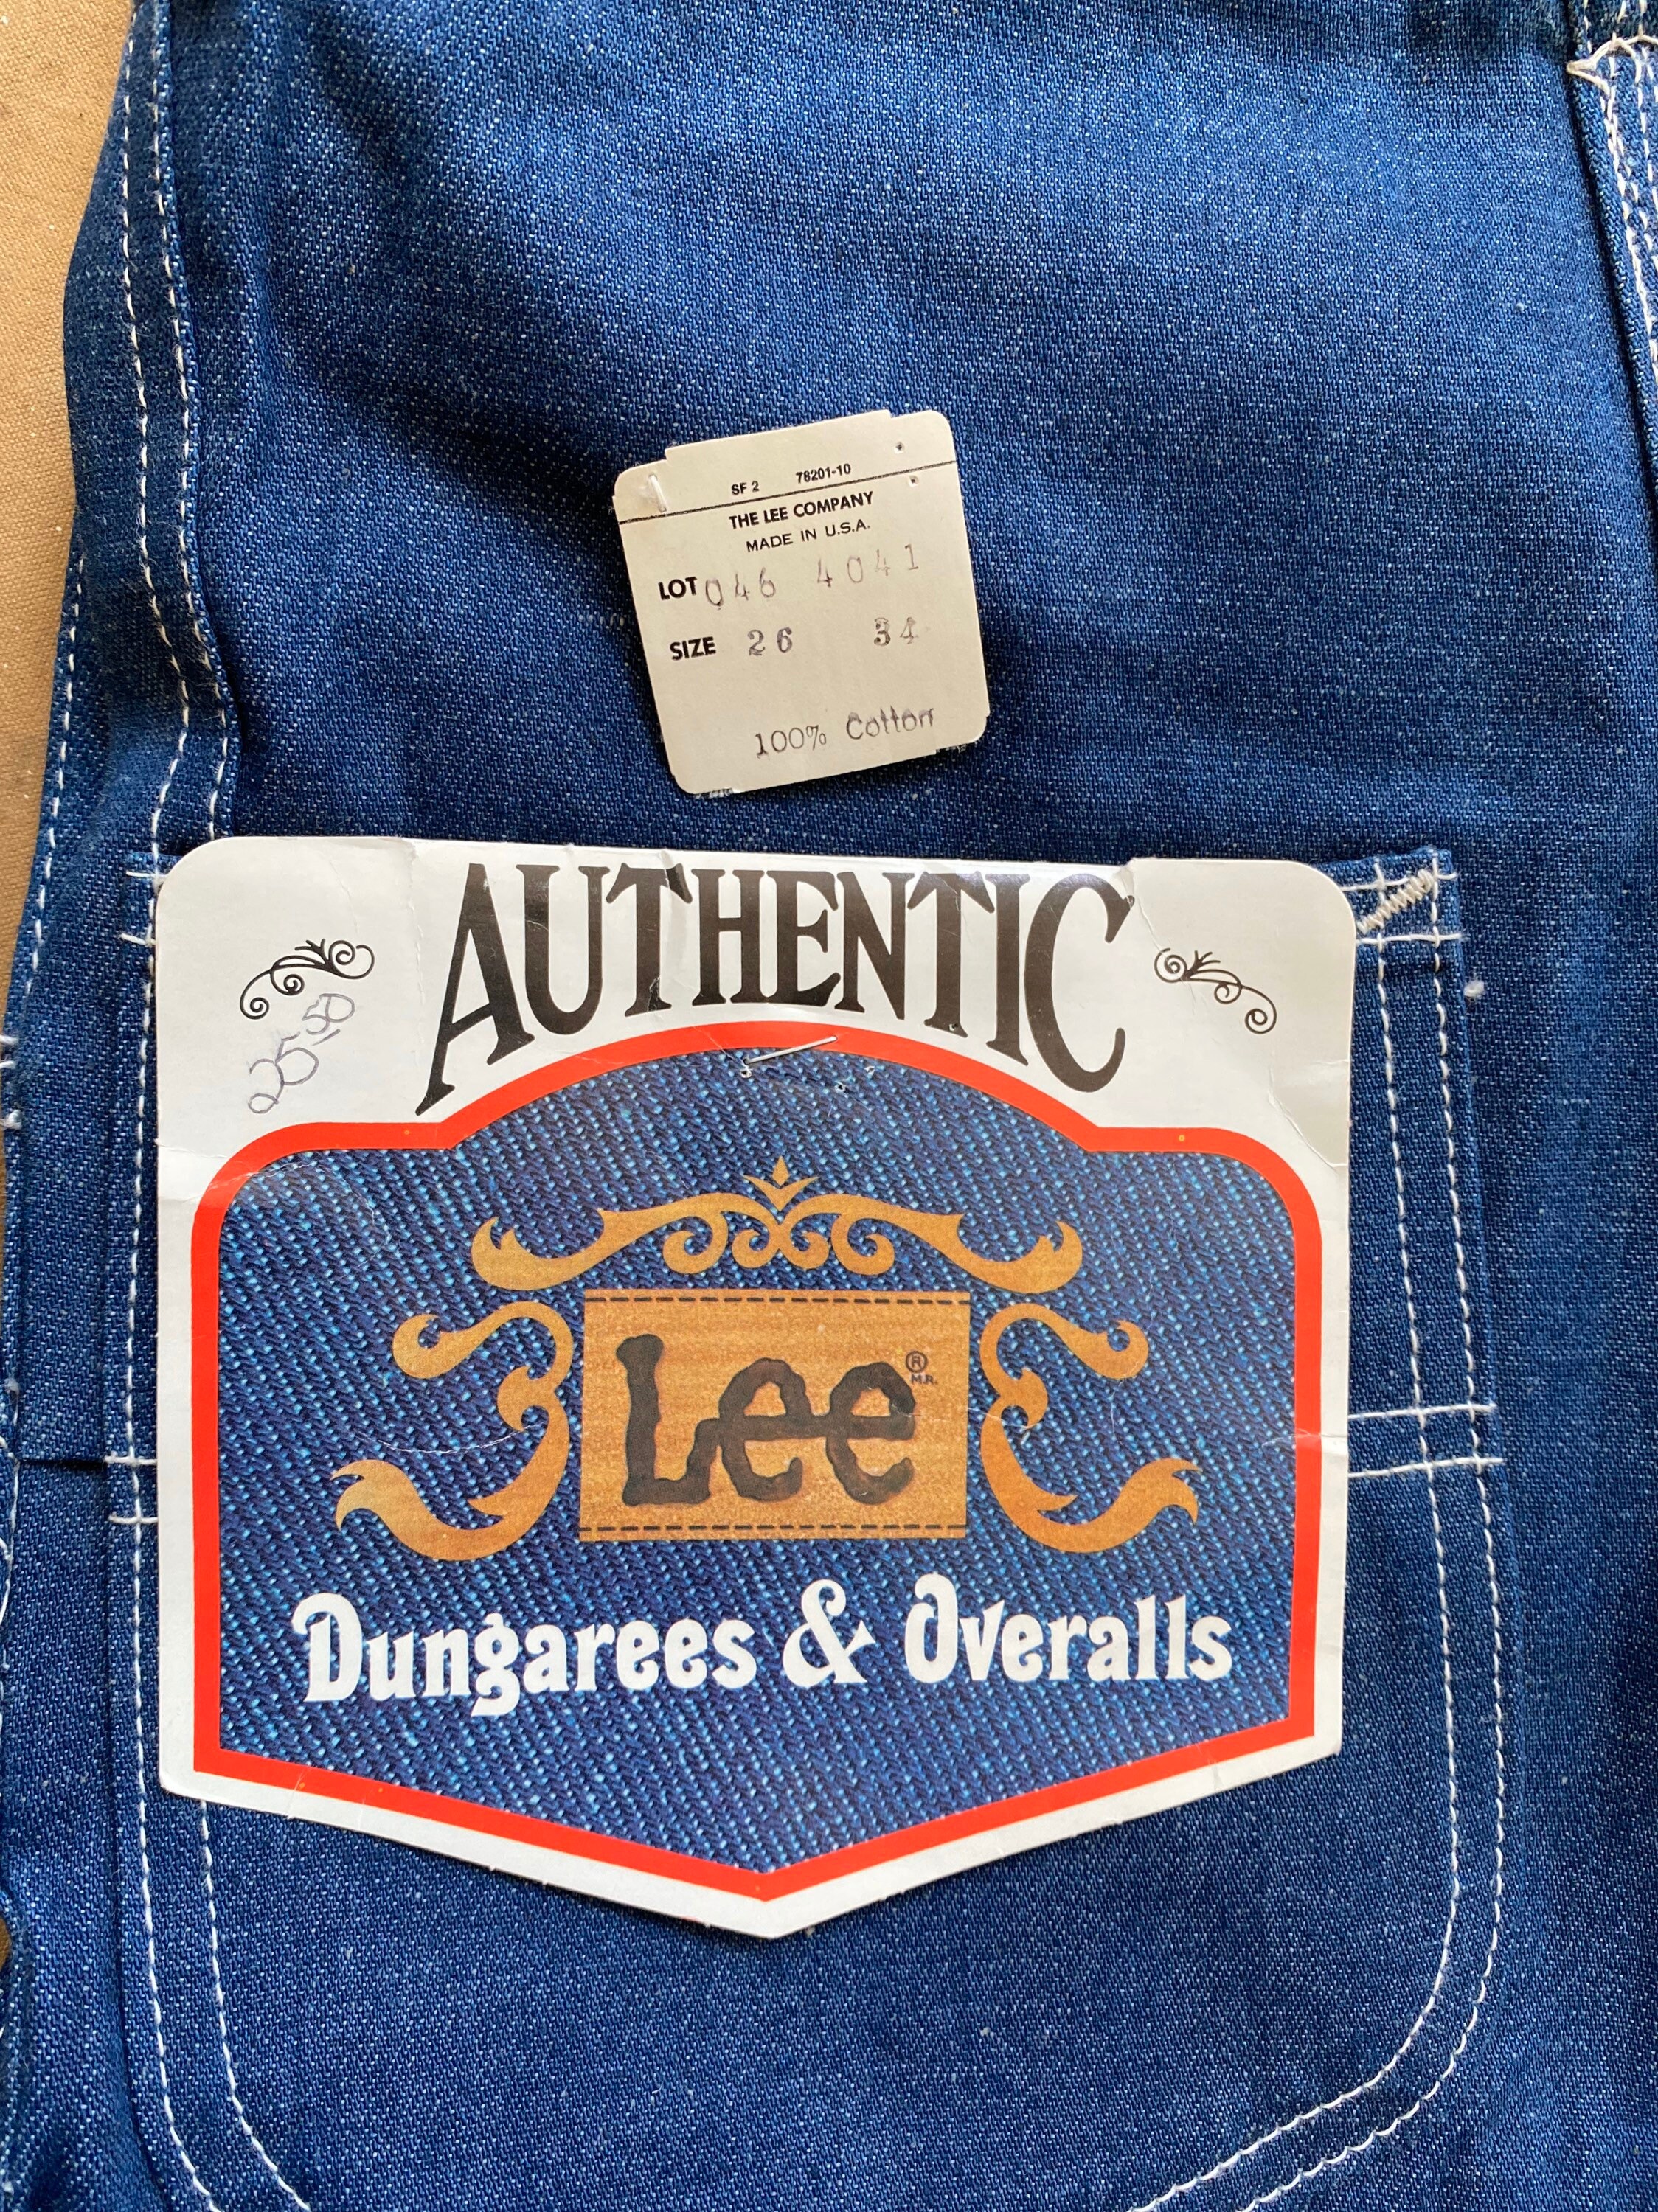 SF 2 78201-10
THE LEE COMPANY
MADE IN U.S.A.
LOT 046 4041
SIZE 26 34
100% Cotton
AUTHENTIC
25.50
Lee ®
M.R.
Dungarees & Overalls